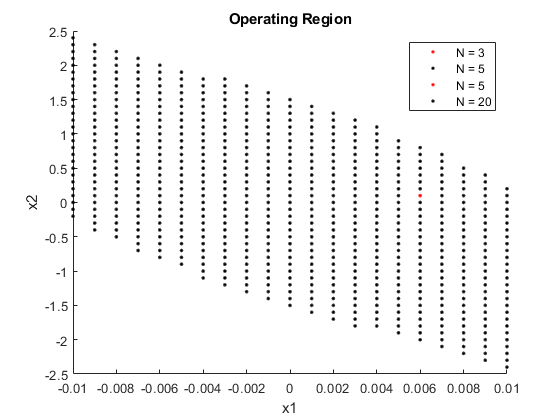 Operating Region
2.5
2
1.5
1
0.5
0
-0.5
-1
-1.5
-2
-2.5
x2
N = 3
N = 5
N = 5
N = 20
-0.01 -0.008 -0.006 -0.004 -0.002 0 0.002 0.004 0.006 0.008 0.01
x1